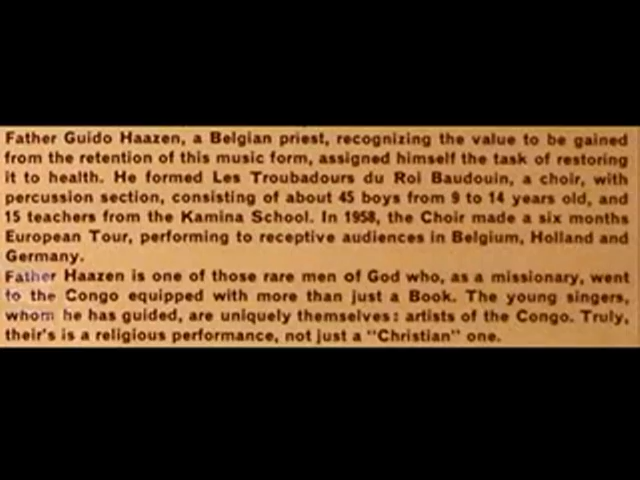 Father Guido Haazen, a Belgian priest, recognizing the value to be gained
from the retention of this music form, assigned himself the task of restoring
it to health. He formed Les Troubadours du Roi Baudouin, a choir, with
percussion section, consisting of about 45 boys from 9 to 14 years old, and
15 teachers from the Kamina School. In 1958, the Choir made a six months
European Tour, performing to receptive audiences in Belgium, Holland and
Germany.
Father Haazen is one of those rare men of God who, as a missionary, went
to the Congo equipped with more than just a Book. The young singers,
whom he has guided, are uniquely themselves: artists of the Congo. Truly,
their's is a religious performance, not just a "Christian" one.